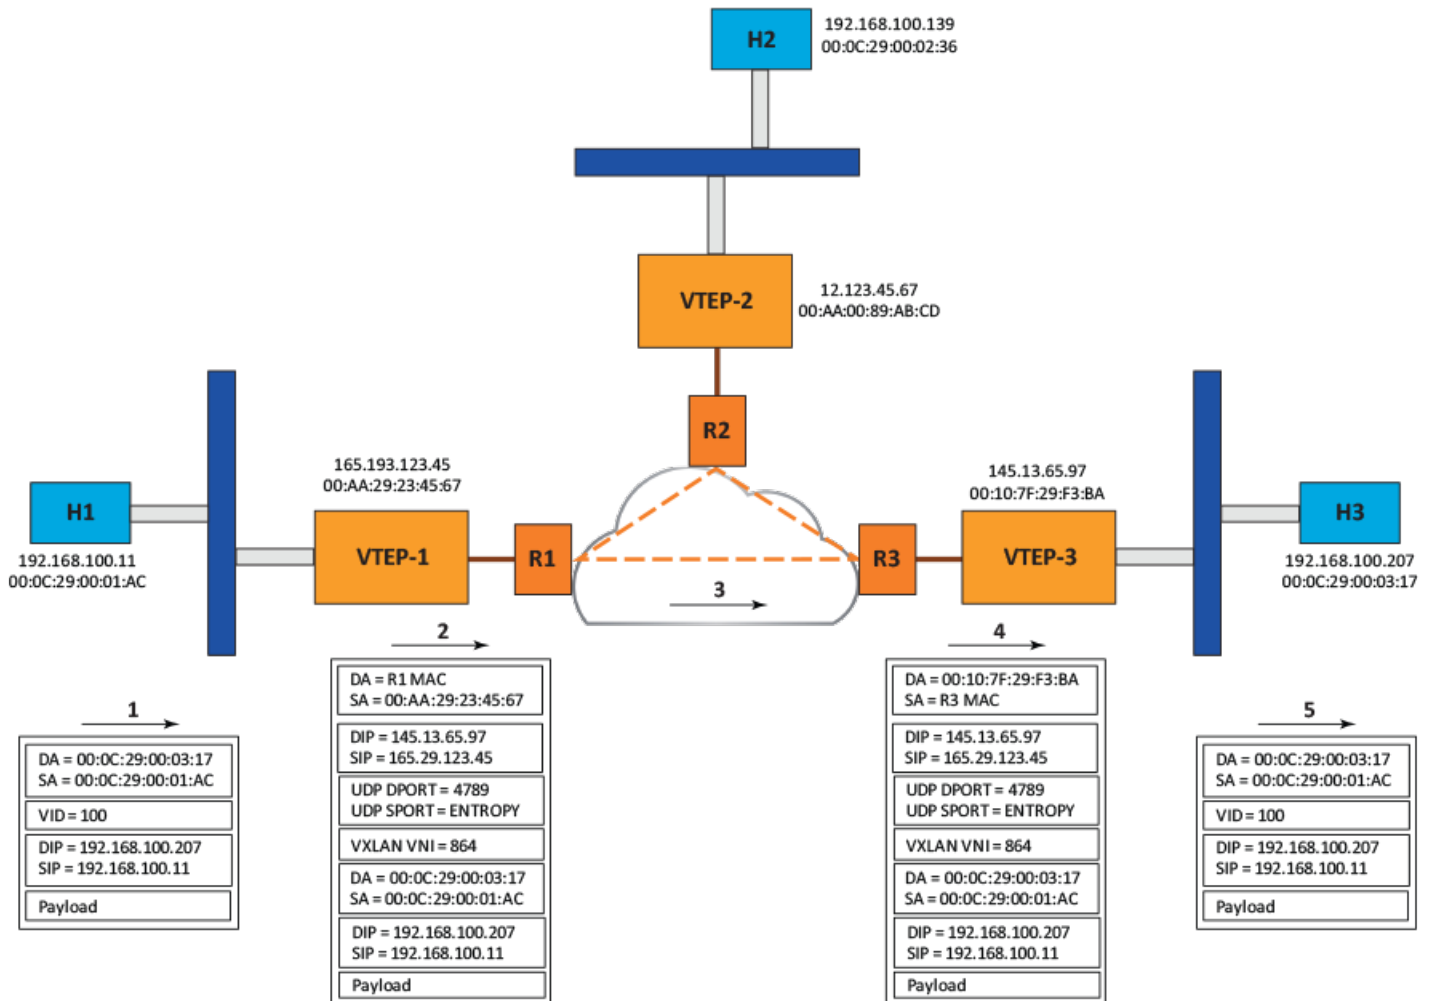 H2
192.168.100.139
00:0C:29:00:02:36
VTEP-2
12.123.45.67
00:AA:00:89:AB:CD
R2
H1
192.168.100.11
00:0C:29:00:01:AC
165.193.123.45
00:AA:29:23:45:67
VTEP-1
R1
3
R3
145.13.65.97
00:10:7F:29:F3:BA
VTEP-3
H3
192.168.100.207
00:0C:29:00:03:17
1
DA = 00:0C:29:00:03:17
SA = 00:0C:29:00:01:AC
VID = 100
DIP = 192.168.100.207
SIP = 192.168.100.11
Payload
2
DA = R1 MAC
SA = 00:AA:29:23:45:67
DIP = 145.13.65.97
SIP = 165.29.123.45
UDP DPORT = 4789
UDP SPORT = ENTROPY
VXLAN VNI = 864
DA = 00:0C:29:00:03:17
SA = 00:0C:29:00:01:AC
DIP = 192.168.100.207
SIP = 192.168.100.11
Payload
4
DA = 00:10:7F:29:F3:BA
SA = R3 MAC
DIP = 145.13.65.97
SIP = 165.29.123.45
UDP DPORT = 4789
UDP SPORT = ENTROPY
VXLAN VNI = 864
DA = 00:0C:29:00:03:17
SA = 00:0C:29:00:01:AC
DIP = 192.168.100.207
SIP = 192.168.100.11
Payload
5
DA = 00:0C:29:00:03:17
SA = 00:0C:29:00:01:AC
VID = 100
DIP = 192.168.100.207
SIP = 192.168.100.11
Payload